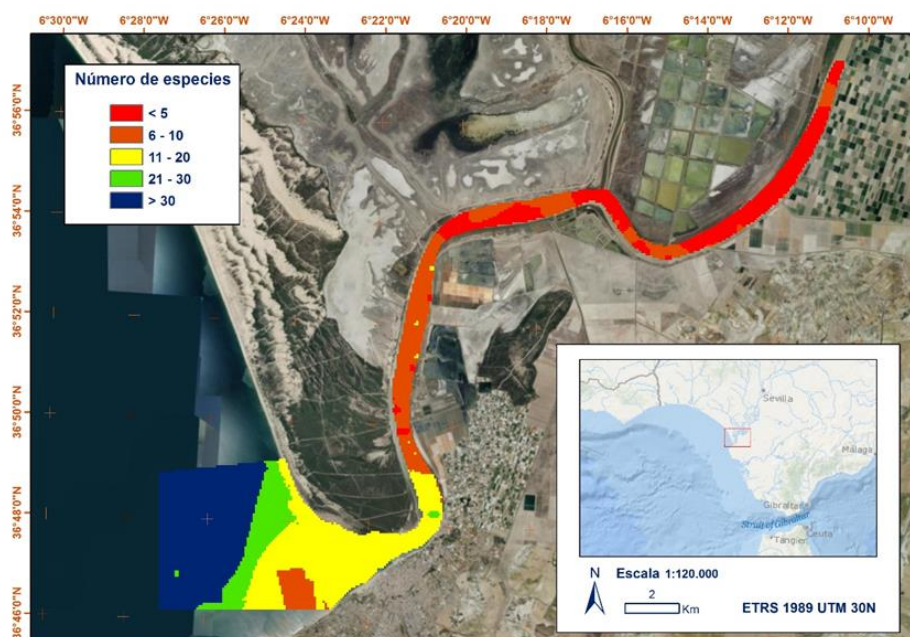 6°30'0"W 6°28'0"W 6°26'0"W 6°24'0"W 6°22'0"W 6°20'0"W 6°18'0"W 6°16'0"W 6°14'0"W 6°12'0"W 6°10'0"W
Número de especies
< 5
6 - 10
11 - 20
21 - 30
> 30
36°56'0"N
36°54'0"N
36°52'0"N
36°50'0"N
36°48'0"N
36°46'0"N
Sevilla
Málaga
Gibraltar
Strait of Gibraltar
Ceuta
Tangier
N
Escala 1:120.000
2
Km
ETRS 1989 UTM 30N